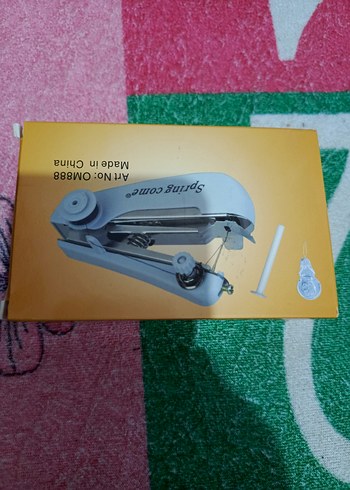 Spring come®
Art No: OM888
Made in China